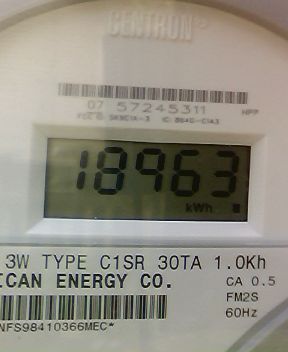 CENTRON
07 57245311
18963
kWh
3W TYPE C1SR 30TA 1.0Kh
ICAN ENERGY CO.
CA 0.5
FM2S
60Hz
NFS98410366MEC*